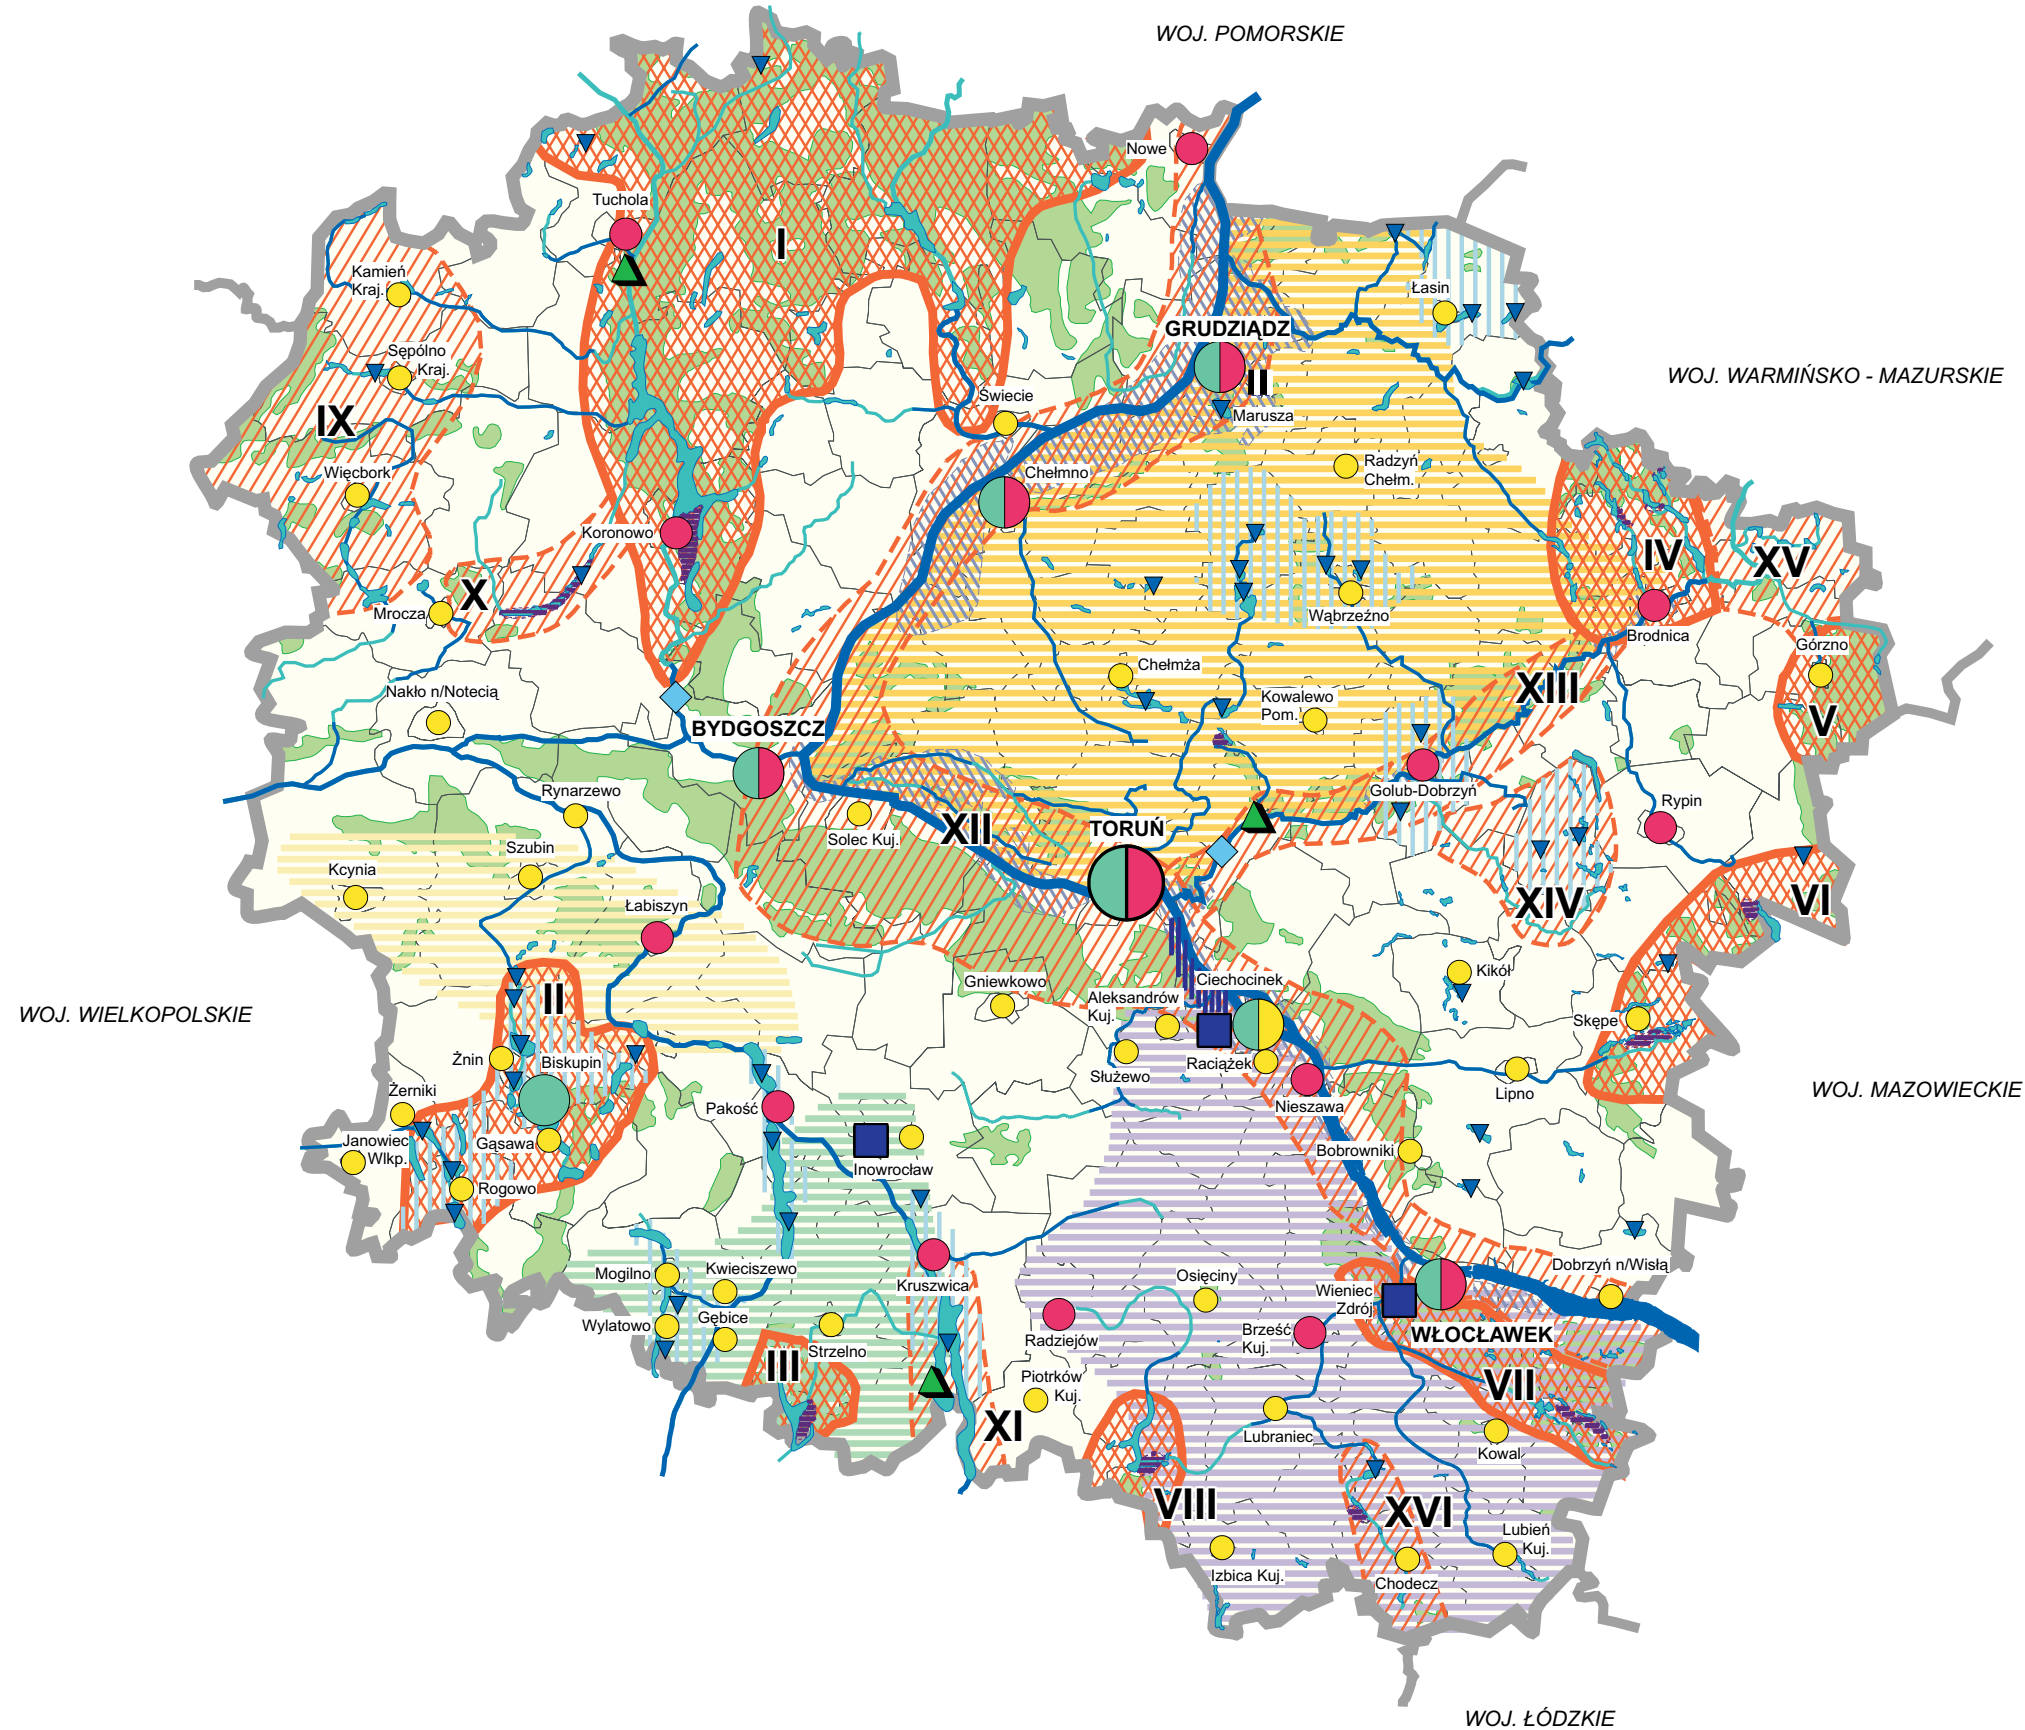 WOJ. POMORSKIE
Nowe
Tuchola
I
Kamień
Kraj.
Łasin
GRUDZIĄDZ
II
Sępólno
Kraj.
WOJ. WARMIŃSKO - MAZURSKIE
Świecie
Marusza
IX
Radzyń
Chełm.
Więcbork
Chełmno
Koronowo
IV
XV
X
Mrocza
Wąbrzeźno
Brodnica
Górzno
Chełmża
Nakło n/Notecią
Kowalewo
Pom.
XIII
V
BYDGOSZCZ
Rynarzewo
Golub-Dobrzyń
Rypin
Solec Kuj.
XII
TORUŃ
Szubin
Kcynia
Łabiszyn
XIV
VI
Kikół
Gniewkowo
Ciechocinek
Aleksandrów
Kuj.
II
WOJ. WIELKOPOLSKIE
Skępe
Żnin
Biskupin
Raciążek
Służewo
Żerniki
Lipno
WOJ. MAZOWIECKIE
Pakość
Nieszawa
Janowiec
Wlkp.
Gąsawa
Bobrowniki
Inowrocław
Rogowo
Mogilno
Kwieciszewo
Kruszwica
Osięciny
Wieniec
Zdrój
Dobrzyń n/Wisłą
Wylatowo
Gębice
Strzelno
Radziejów
Brześć
Kuj.
WŁOCŁAWEK
III
Piotrków
Kuj.
VII
XI
Lubraniec
Kowal
VIII
XVI
Lubień
Kuj.
Izbica Kuj.
Chodecz
WOJ. ŁÓDZKIE